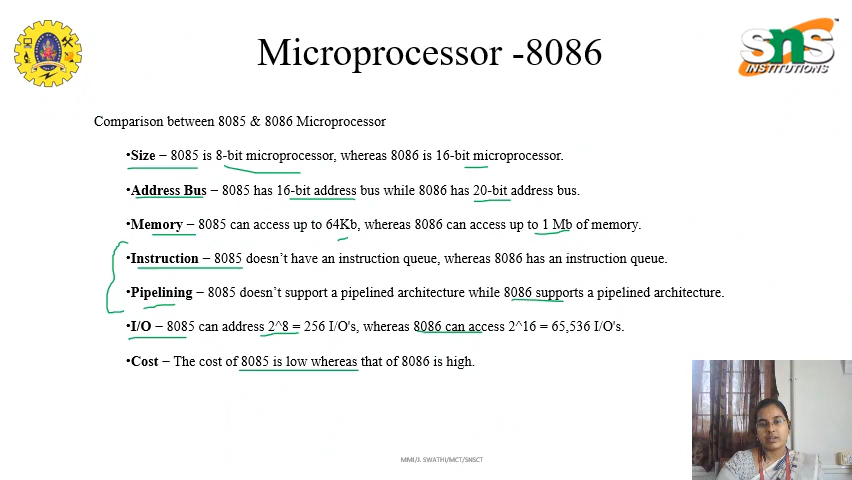 Microprocessor -8086
SNS
INSTITUTIONS
Comparison between 8085 & 8086 Microprocessor
•Size – 8085 is 8-bit microprocessor, whereas 8086 is 16-bit microprocessor.
•Address Bus – 8085 has 16-bit address bus while 8086 has 20-bit address bus.
•Memory – 8085 can access up to 64Kb, whereas 8086 can access up to 1 Mb of memory.
•Instruction – 8085 doesn't have an instruction queue, whereas 8086 has an instruction queue.
•Pipelining – 8085 doesn't support a pipelined architecture while 8086 supports a pipelined architecture.
•I/O – 8085 can address 2^8 = 256 I/O's, whereas 8086 can access 2^16 = 65,536 I/O's.
•Cost – The cost of 8085 is low whereas that of 8086 is high.
MMI/J. SWATHI/MCT/SNSCT